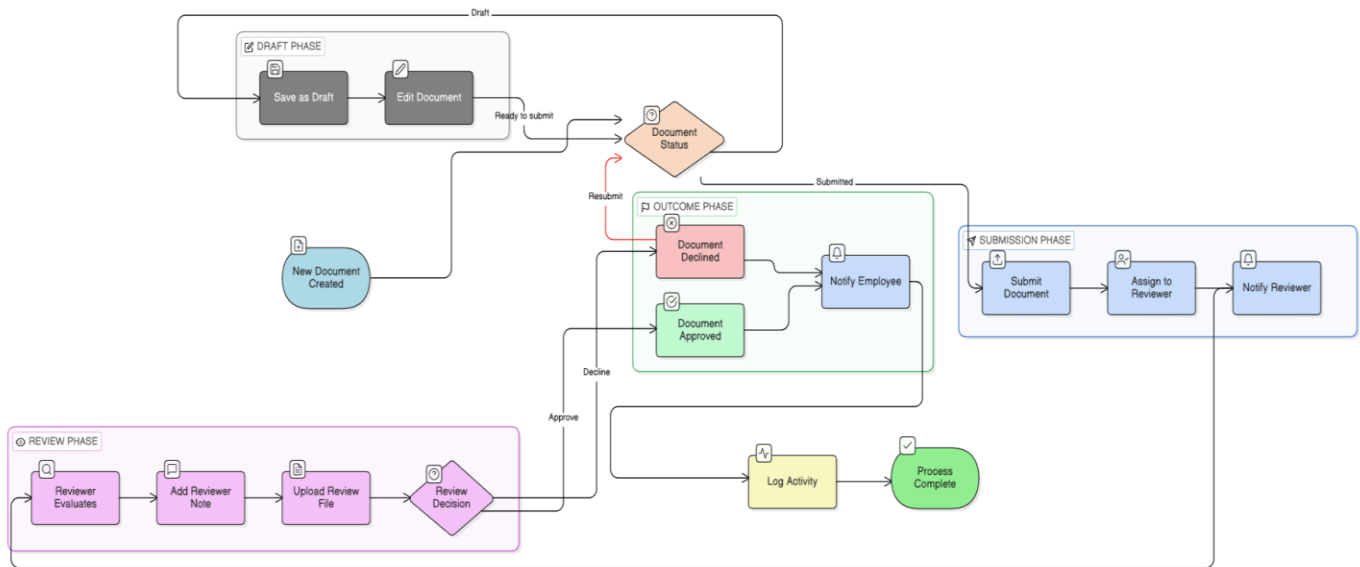 Draft
DRAFT PHASE
Save as Draft
Edit Document
Ready to submit
Document
Status
Submitted
Resubmit
OUTCOME PHASE
Document
Declined
Notify Employee
Document
Approved
SUBMISSION PHASE
Submit
Document
Assign to
Reviewer
Notify Reviewer
New Document
Created
Decline
Approve
REVIEW PHASE
Reviewer
Evaluates
Add Reviewer
Note
Upload Review
File
Review
Decision
Log Activity
Process
Complete